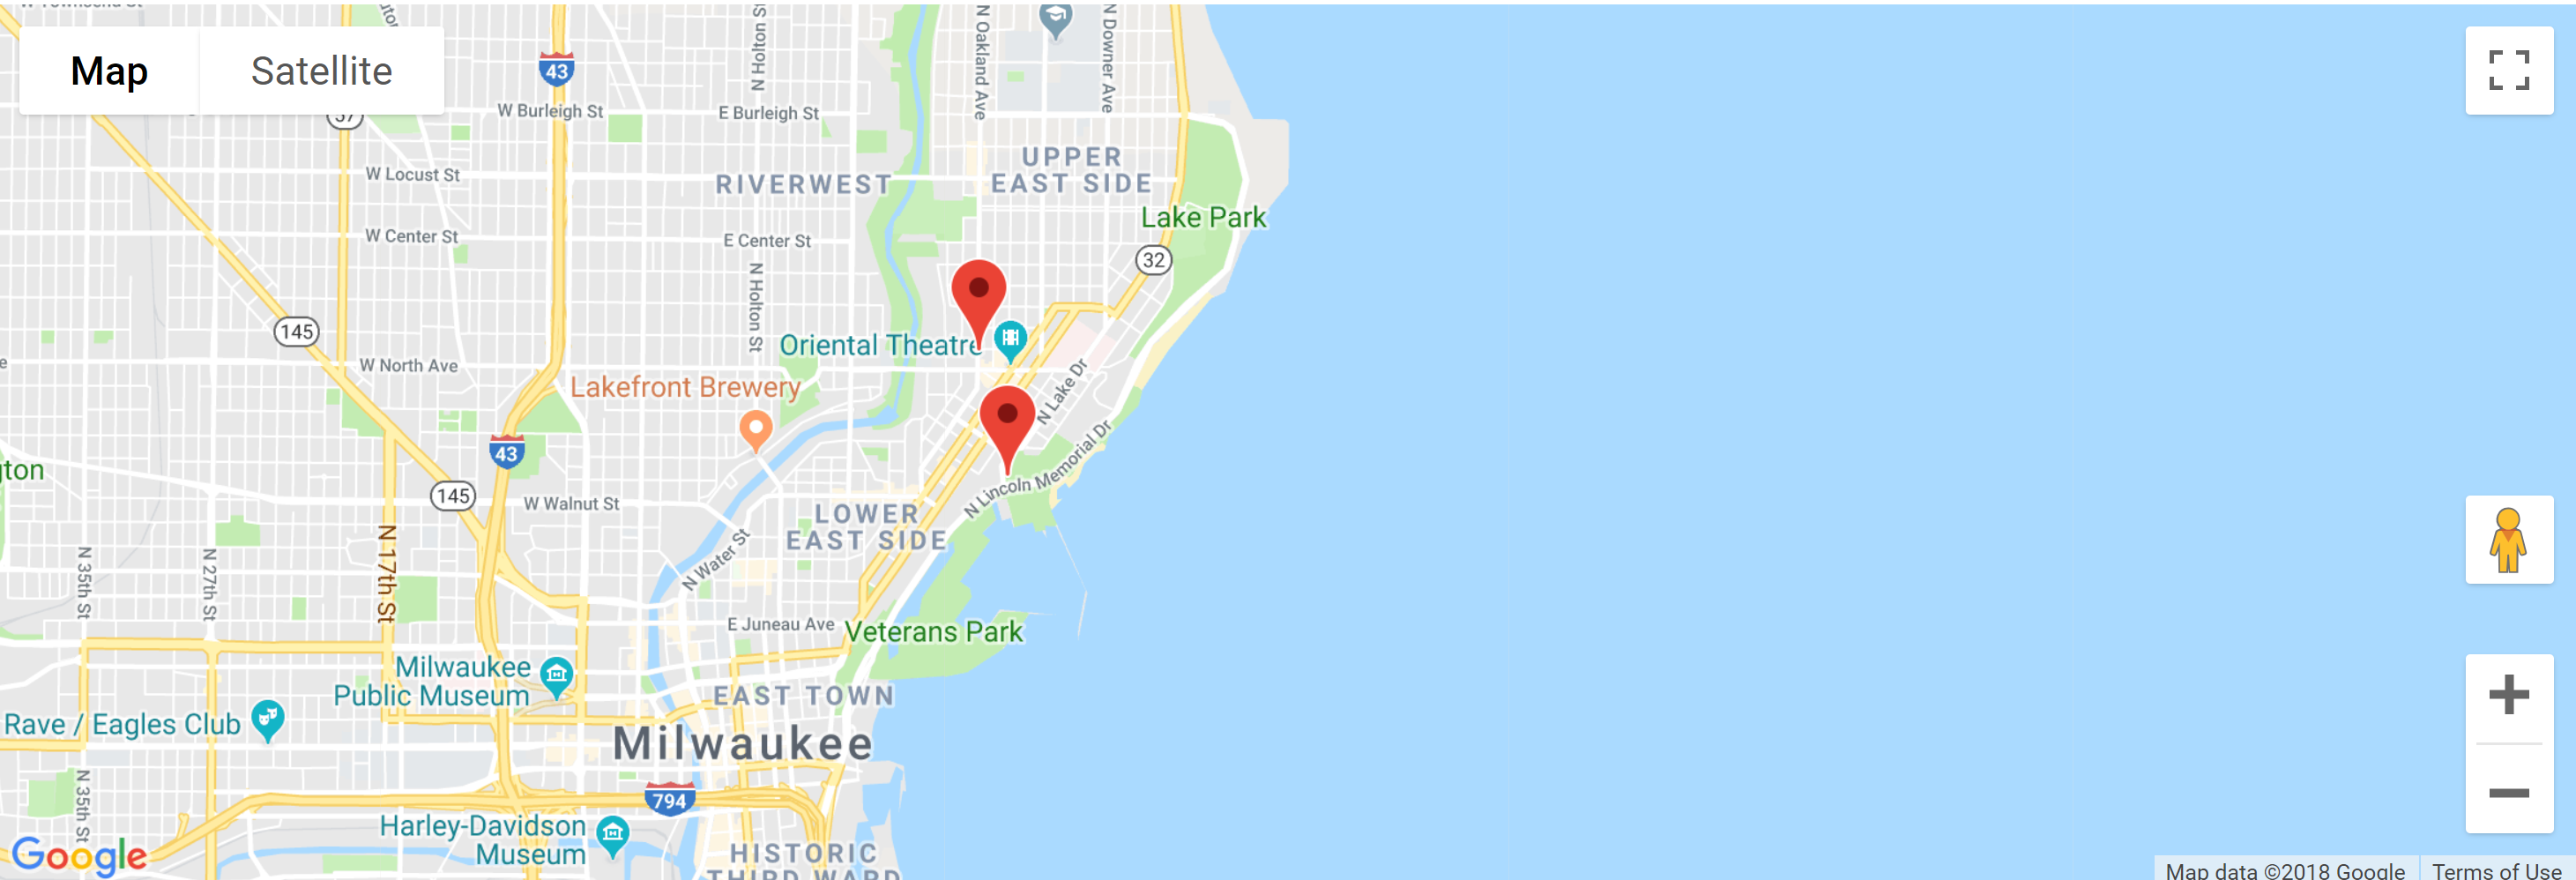 Map
Satellite
43
W Burleigh St
E Burleigh St
N Holton S
N Oakland Ave
N Downer Ave
57
W Locust St
RIVERWEST
UPPER
EAST SIDE
Lake Park
W Center St
E Center St
32
N Holton St
145
Oriental Theatre
W North Ave
Lakefront Brewery
N Lake Dr
43
gton
145
W Walnut St
N Lincoln Memorial Dr
LOWER
EAST SIDE
N 35th St
N 27th St
N 17th St
N Water St
E Juneau Ave
Veterans Park
Milwaukee
Public Museum
EAST TOWN
Rave / Eagles Club
Milwaukee
N 35th St
794
Harley-Davidson
Museum
HISTORIC
THIRD WARD
Google
Map data ©2018 Google
Terms of Use